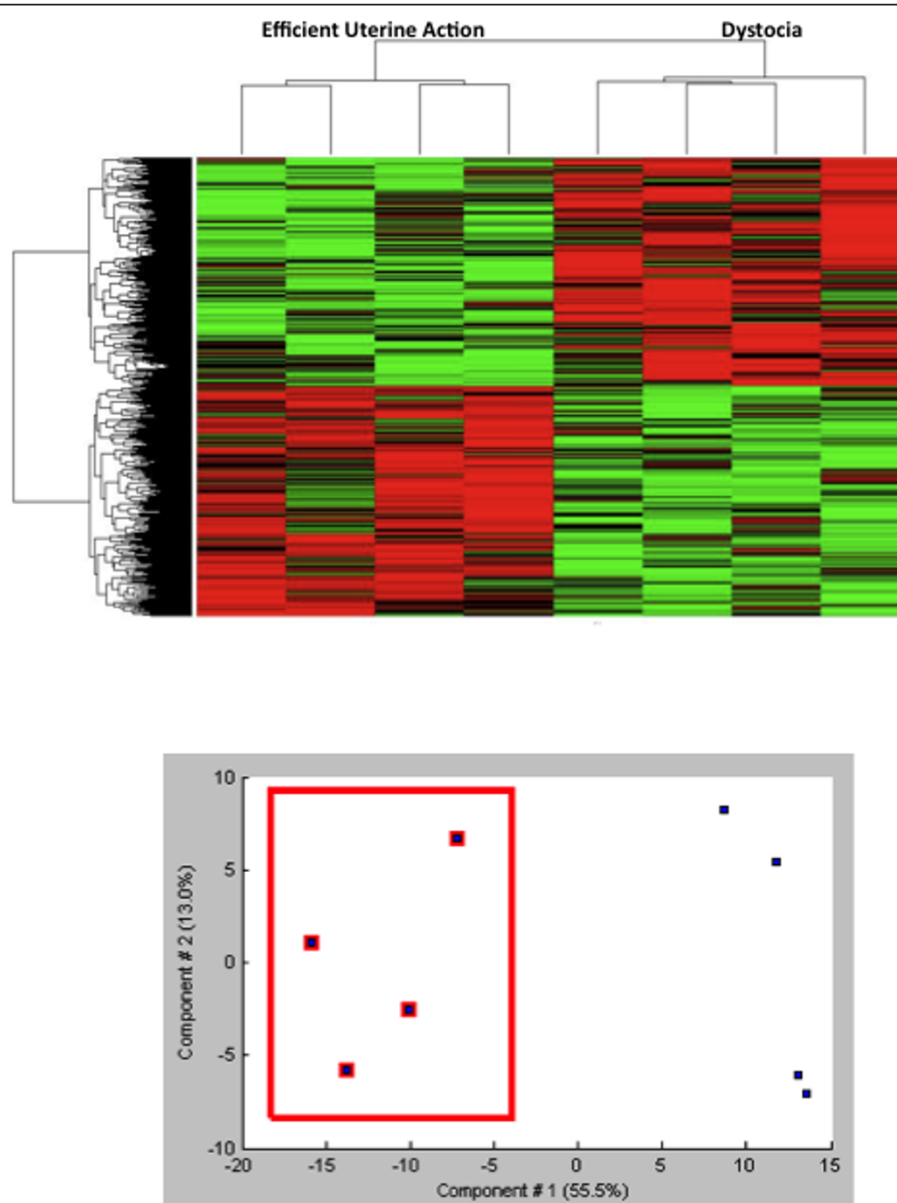 Efficient Uterine Action Dystocia
10
5
0
-5
-10
Component # 2 (13.0%)
-20 -15 -10 -5 0 5 10 15
Component # 1 (55.5%)